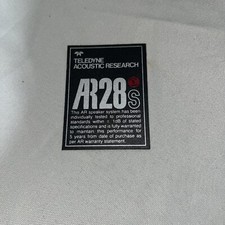 TELEDYNE
ACOUSTIC RESEARCH
AR28s
This AR speaker system has been
individually tested to professional
standards within ± 1dB of stated
specifications and is fully warranted
to maintain this performance for
5 years from date of purchase as
per AR warranty statement.